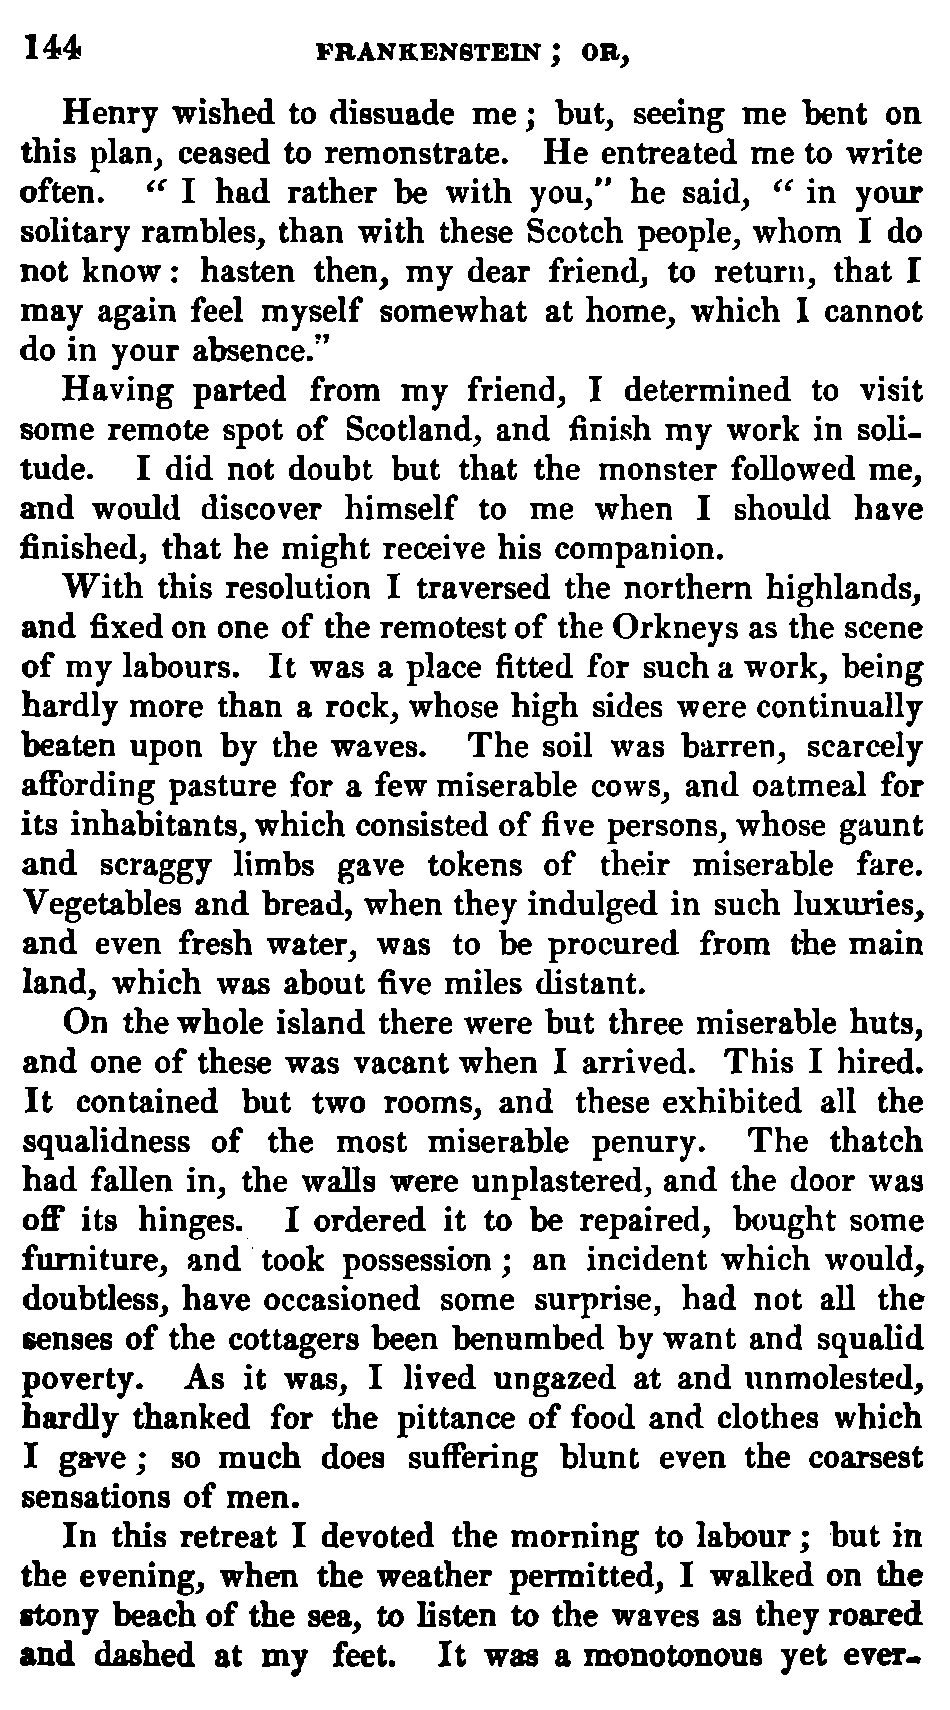 144 FRANKENSTEIN ; OR,
Henry wished to dissuade me ; but, seeing me bent on
this plan, ceased to remonstrate. He entreated me to write
often. “ I had rather be with you,” he said, “ in your
solitary rambles, than with these Scotch people, whom I do
not know : hasten then, my dear friend, to return, that I
may again feel myself somewhat at home, which I cannot
do in your absence.”
Having parted from my friend, I determined to visit
some remote spot of Scotland, and finish my work in soli-
tude. I did not doubt but that the monster followed me,
and would discover himself to me when I should have
finished, that he might receive his companion.
With this resolution I traversed the northern highlands,
and fixed on one of the remotest of the Orkneys as the scene
of my labours. It was a place fitted for such a work, being
hardly more than a rock, whose high sides were continually
beaten upon by the waves. The soil was barren, scarcely
affording pasture for a few miserable cows, and oatmeal for
its inhabitants, which consisted of five persons, whose gaunt
and scraggy limbs gave tokens of their miserable fare.
Vegetables and bread, when they indulged in such luxuries,
and even fresh water, was to be procured from the main
land, which was about five miles distant.
On the whole island there were but three miserable huts,
and one of these was vacant when I arrived. This I hired.
It contained but two rooms, and these exhibited all the
squalidness of the most miserable penury. The thatch
had fallen in, the walls were unplastered, and the door was
off its hinges. I ordered it to be repaired, bought some
furniture, and took possession ; an incident which would,
doubtless, have occasioned some surprise, had not all the
senses of the cottagers been benumbed by want and squalid
poverty. As it was, I lived ungazed at and unmolested,
hardly thanked for the pittance of food and clothes which
I gave ; so much does suffering blunt even the coarsest
sensations of men.
In this retreat I devoted the morning to labour ; but in
the evening, when the weather permitted, I walked on the
stony beach of the sea, to listen to the waves as they roared
and dashed at my feet. It was a monotonous yet ever-